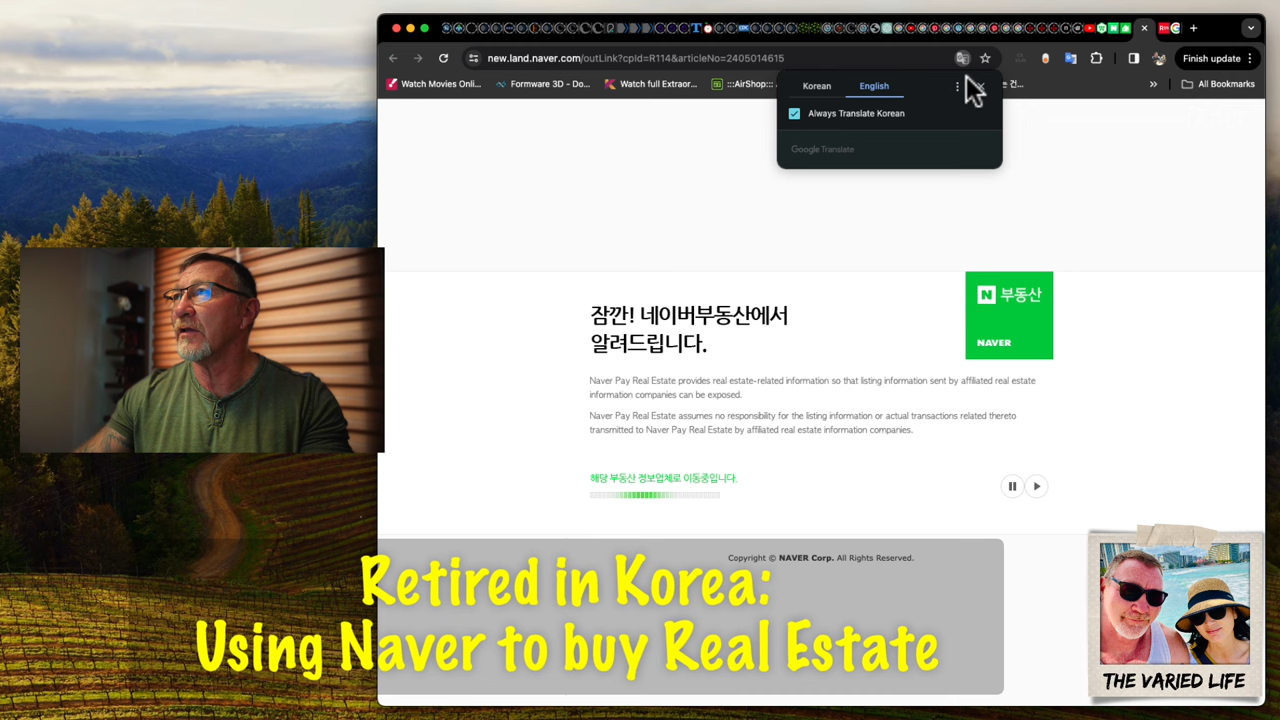 new.land.naver.com/outLink?cpid=R114&articleNo=2405014615
Finish update
Watch Movies Onli...
Formware 3D - Do...
Watch full Extraor...
:::AirShop:::
는 건...
All Bookmarks
Korean
English
Always Translate Korean
Google Translate
잠깐! 네이버부동산에서
알려드립니다.
N 부동산
NAVER
Naver Pay Real Estate provides real estate-related information so that listing information sent by affiliated real estate
information companies can be exposed.
Naver Pay Real Estate assumes no responsibility for the listing information or actual transactions related thereto
transmitted to Naver Pay Real Estate by affiliated real estate information companies.
해당 부동산 정보업체로 이동중입니다.
Copyright © NAVER Corp. All Rights Reserved.
Retired in Korea:
Using Naver to buy Real Estate
THE VARIED LIFE